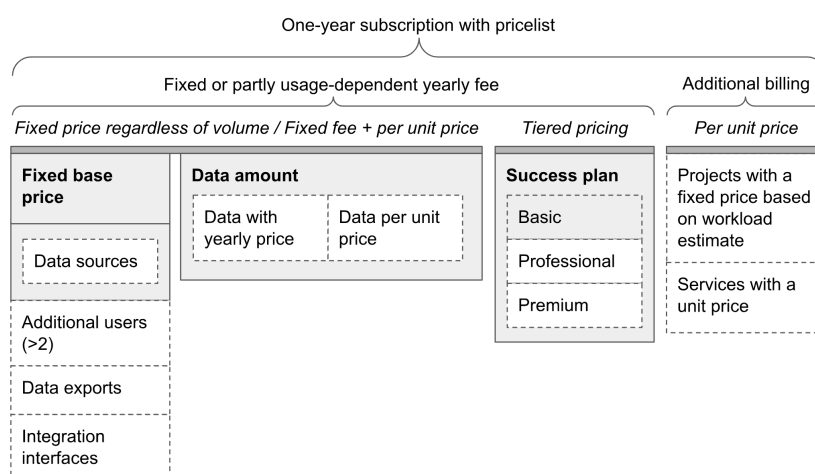 One-year subscription with pricelist
Fixed or partly usage-dependent yearly fee
Additional billing
Fixed price regardless of volume / Fixed fee + per unit price
Tiered pricing
Per unit price
Fixed base
price
Data sources
Additional users
(>2)
Data exports
Integration
interfaces
Data amount
Data with
yearly price
Data per unit
price
Success plan
Basic
Professional
Premium
Projects with a
fixed price based
on workload
estimate
Services with a
unit price